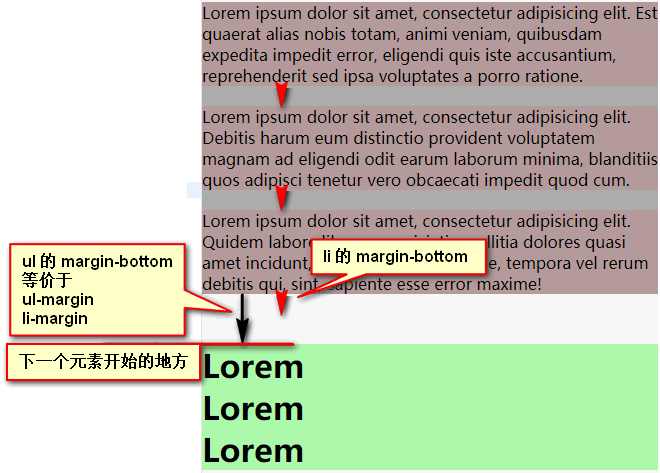 Lorem ipsum dolor sit amet, consectetur adipisicing elit. Est
quaerat alias nobis totam, animi veniam, quibusdam
expedita impedit error, eligendi quis iste accusantium,
reprehenderit sed ipsa voluptates a porro ratione.
Lorem ipsum dolor sit amet, consectetur adipisicing elit.
Debitis harum eum distinctio provident voluptatem
magnam ad eligendi odit earum laborum minima, blanditiis
quos adipisci tenetur vero obcaecati impedit quod cum.
Lorem ipsum dolor sit amet, consectetur adipisicing elit.
Quidem labore dolores quasi
amet incidunt, tempora vel rerum
debitis qui, sint, sapiente esse error maxime!
ul 的 margin-bottom
等价于
ul-margin
li-margin
li 的 margin-bottom
下一个元素开始的地方
Lorem
Lorem
Lorem